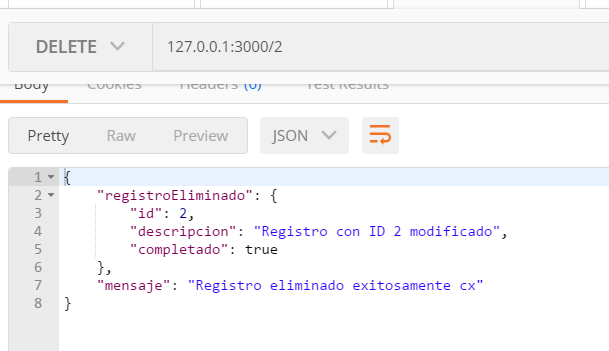 DELETE 127.0.0.1:3000/2
Body Cookies Headers (6) Test Results
Pretty Raw Preview JSON
1 {
2 "registroEliminado": {
3 "id": 2,
4 "descripcion": "Registro con ID 2 modificado",
5 "completado": true
6 },
7 "mensaje": "Registro eliminado exitosamente cx"
8 }